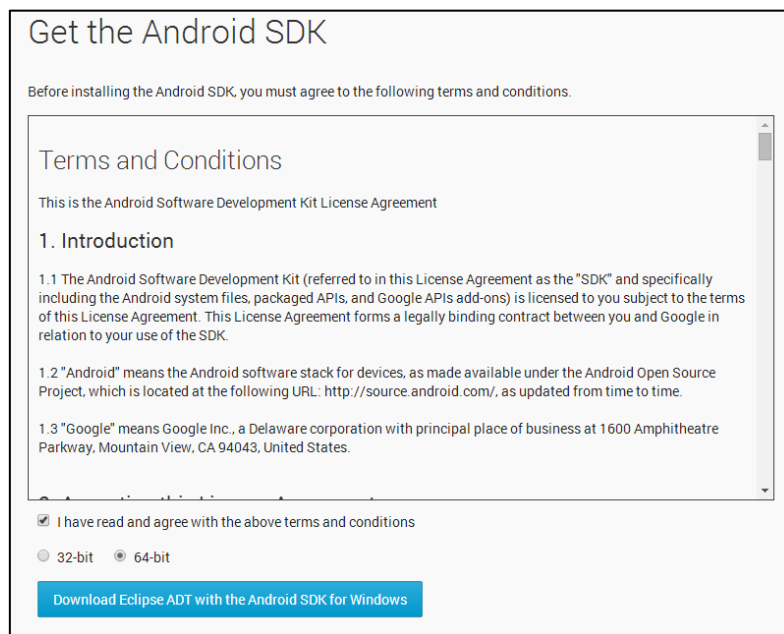 Get the Android SDK
Before installing the Android SDK, you must agree to the following terms and conditions.
Terms and Conditions
This is the Android Software Development Kit License Agreement
1. Introduction
1.1 The Android Software Development Kit (referred to in this License Agreement as the "SDK" and specifically
including the Android system files, packaged APIs, and Google APIs add-ons) is licensed to you subject to the terms
of this License Agreement. This License Agreement forms a legally binding contract between you and Google in
relation to your use of the SDK.
1.2 "Android" means the Android software stack for devices, as made available under the Android Open Source
Project, which is located at the following URL: http://source.android.com/, as updated from time to time.
1.3 "Google" means Google Inc., a Delaware corporation with principal place of business at 1600 Amphitheatre
Parkway, Mountain View, CA 94043, United States.
I have read and agree with the above terms and conditions
32-bit 64-bit
Download Eclipse ADT with the Android SDK for Windows